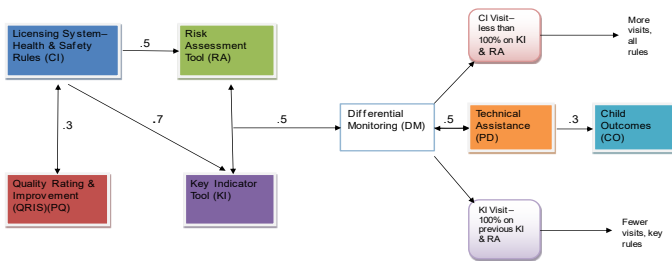 Licensing System–
Health & Safety
Rules (CI)
.5
Risk
Assessment
Tool (RA)
CI Visit–
less than
100% on KI
& RA
More
visits,
all
rules
.3
.7
.5
Differential
Monitoring (DM)
.5
Technical
Assistance
(PD)
.3
Child
Outcomes
(CO)
Quality Rating &
Improvement
(QRIS)(PQ)
Key Indicator
Tool (KI)
KI Visit–
100% on
previous KI
& RA
Fewer
visits, key
rules